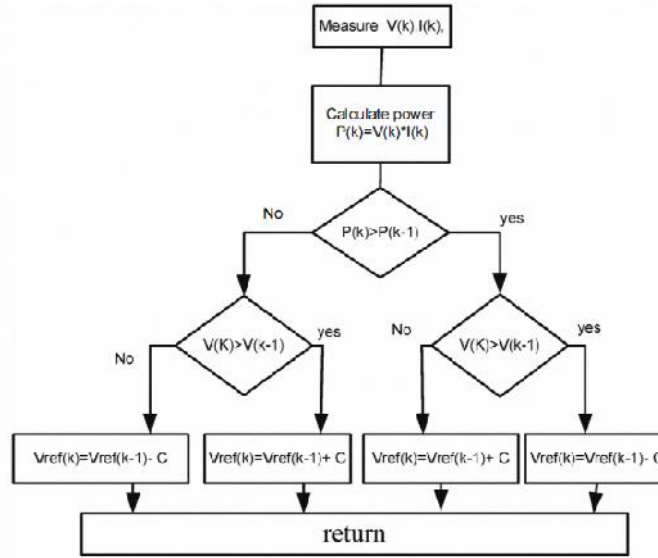 Measure V(k),I(k),
Calculate power
P(k)=V(k)*I(k)
No
yes
P(k)>P(k-1)
V(K)>V(k-1)
yes
No
V(K)>V(k-1)
yes
No
Vref(k)=Vref(k-1)- C
Vref(k)=Vref(k-1)+ C
Vref(k)=Vref(k-1)+ C
Vref(k)=Vref(k-1)- C
return